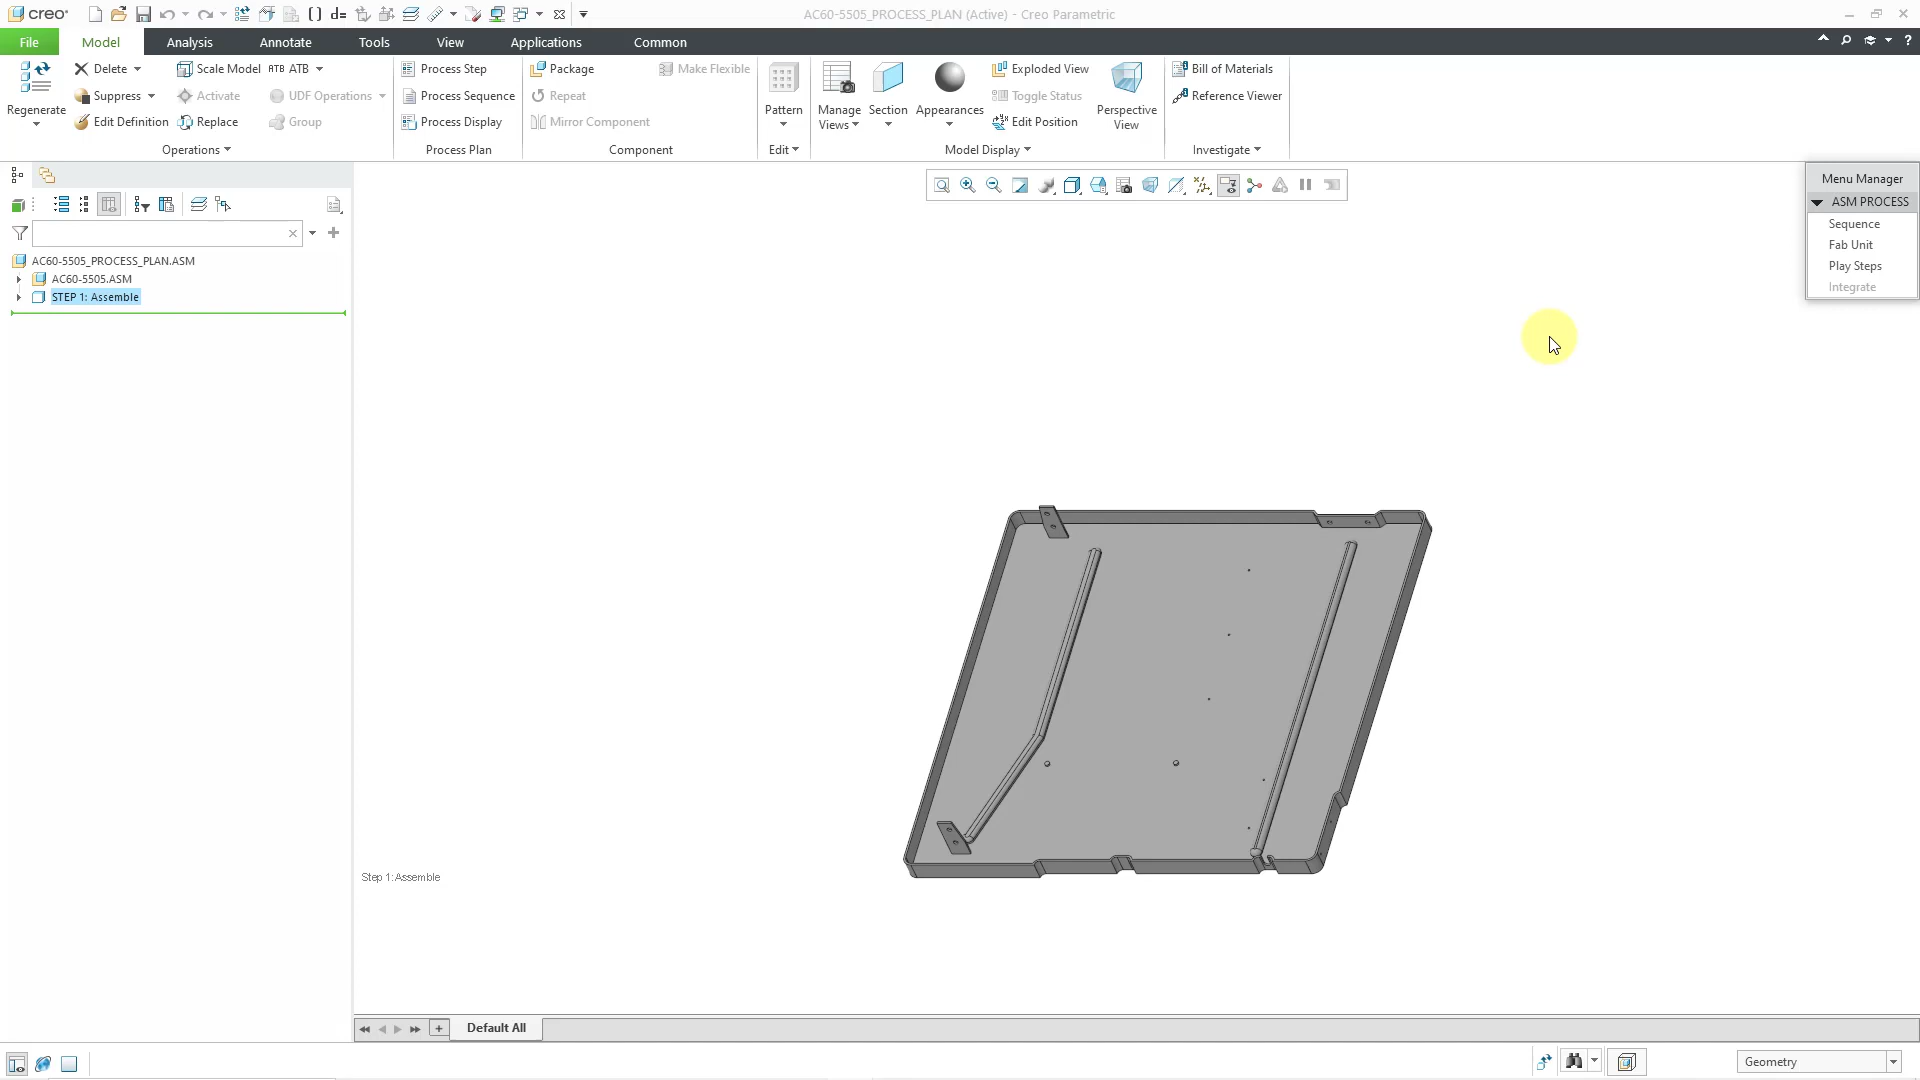 creo AC60-5505_PROCESS_PLAN (Active) - Creo Parametric
File Model Analysis Annotate Tools View Applications Common
Regenerate
Delete
Suppress
Edit Definition
Scale Model
Activate
Replace
ATB
UDF Operations
Group
Operations
Process Step
Process Sequence
Process Display
Process Plan
Package
Repeat
Mirror Component
Make Flexible
Component
Pattern
Edit
Manage
Views
Section
Appearances
Exploded View
Toggle Status
Edit Position
Perspective
View
Model Display
Bill of Materials
Reference Viewer
Investigate
AC60-5505_PROCESS_PLAN.ASM
AC60-5505.ASM
STEP 1: Assemble
Menu Manager
ASM PROCESS
Sequence
Fab Unit
Play Steps
Integrate
Step 1:Assemble
Default All
Geometry